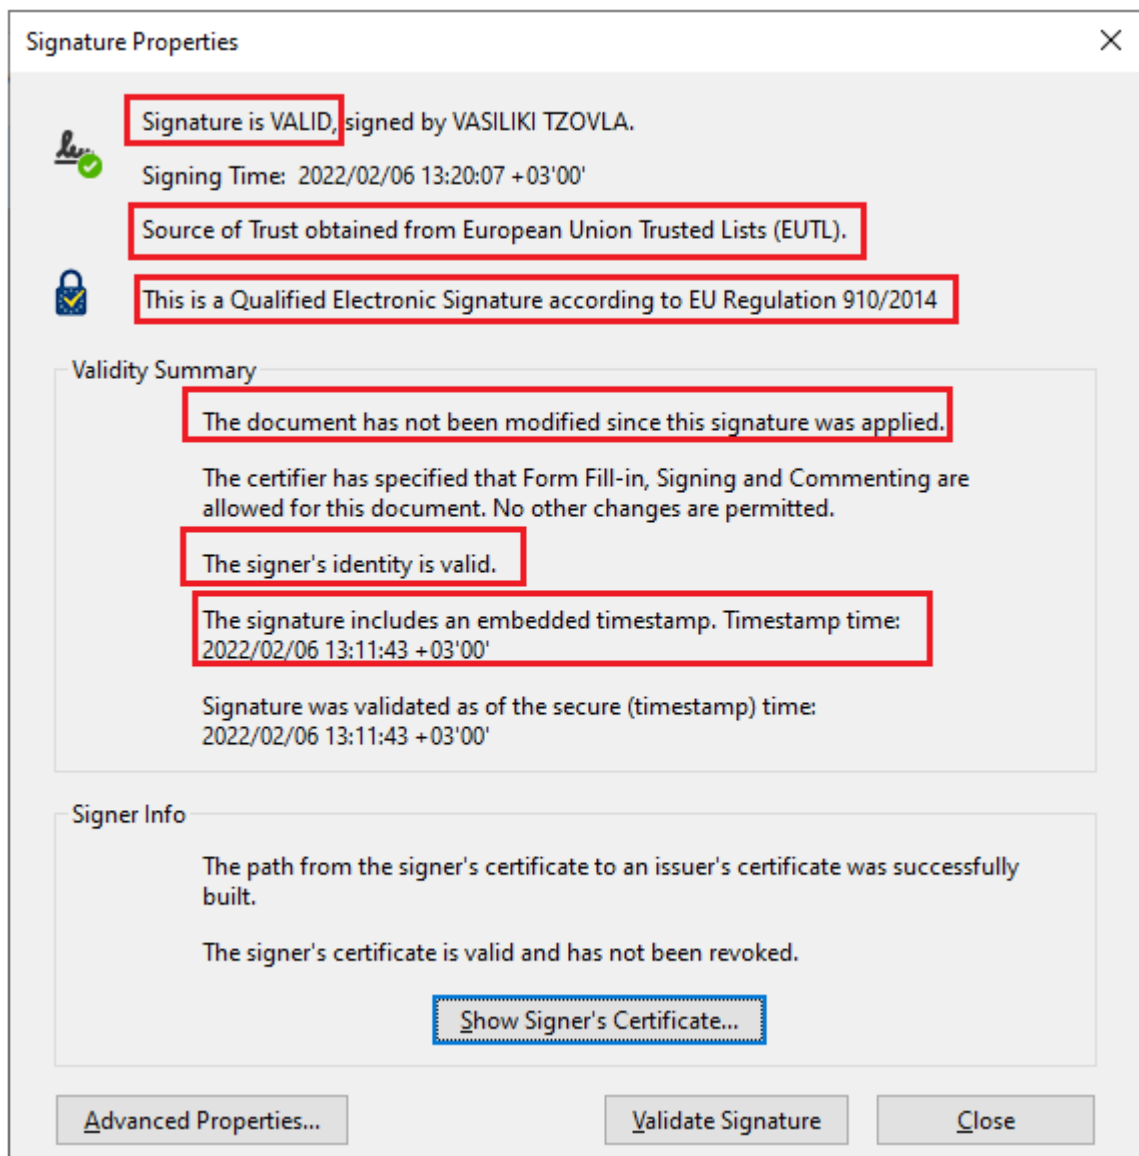 Signature Properties
Signature is VALID, signed by VASILIKI TZOVLA.
Signing Time: 2022/02/06 13:20:07 +03'00'
Source of Trust obtained from European Union Trusted Lists (EUTL).
This is a Qualified Electronic Signature according to EU Regulation 910/2014
Validity Summary
The document has not been modified since this signature was applied.
The certifier has specified that Form Fill-in, Signing and Commenting are
allowed for this document. No other changes are permitted.
The signer's identity is valid.
The signature includes an embedded timestamp. Timestamp time:
2022/02/06 13:11:43 +03'00'
Signature was validated as of the secure (timestamp) time:
2022/02/06 13:11:43 +03'00'
Signer Info
The path from the signer's certificate to an issuer's certificate was successfully
built.
The signer's certificate is valid and has not been revoked.
Show Signer's Certificate...
Advanced Properties...
Validate Signature
Close